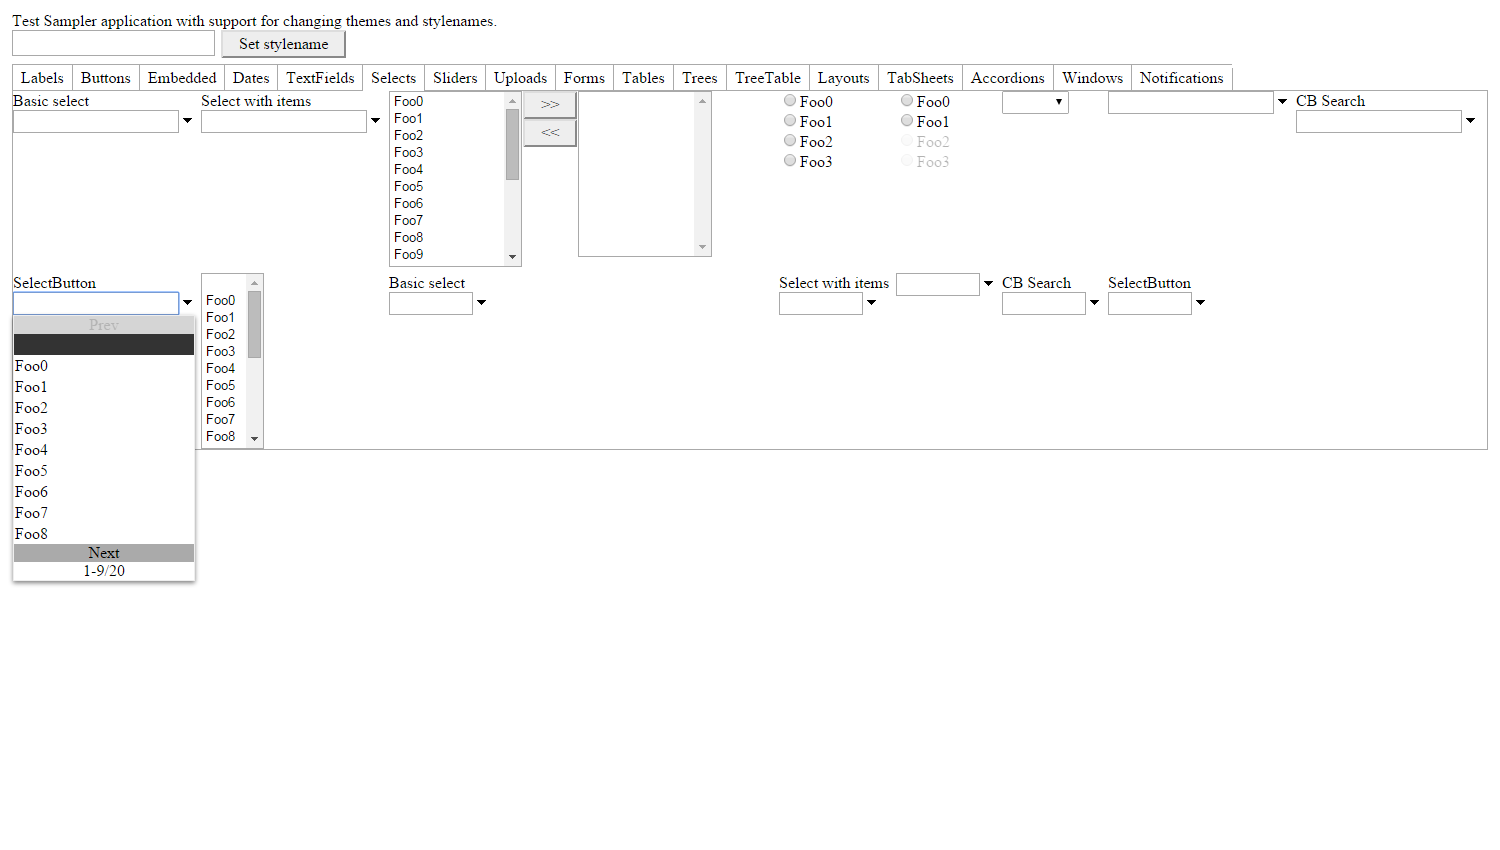 Test Sampler application with support for changing themes and stylenames.
Set stylename
Labels Buttons Embedded Dates TextFields Selects Sliders Uploads Forms Tables Trees TreeTable Layouts TabSheets Accordions Windows Notifications
Basic select
Select with items
Foo0
Foo1
Foo2
Foo3
Foo4
Foo5
Foo6
Foo7
Foo8
Foo9
>>
<<
Foo0
Foo1
Foo2
Foo3
Foo0
Foo1
Foo2
Foo3
CB Search
SelectButton
Prev
Foo0
Foo1
Foo2
Foo3
Foo4
Foo5
Foo6
Foo7
Foo8
Next
1-9/20
Foo0
Foo1
Foo2
Foo3
Foo4
Foo5
Foo6
Foo7
Foo8
Basic select
Select with items
CB Search
SelectButton